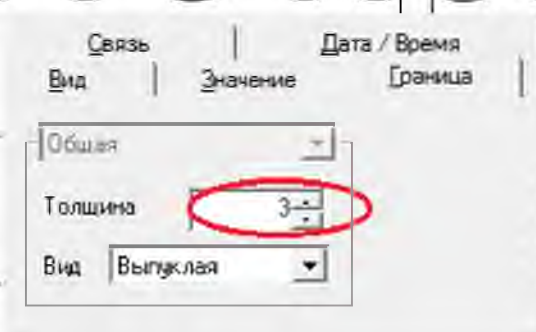 Связь Дата / Время
Вид Значение Граница
Общая
Толщина 3
Вид Выпуклая